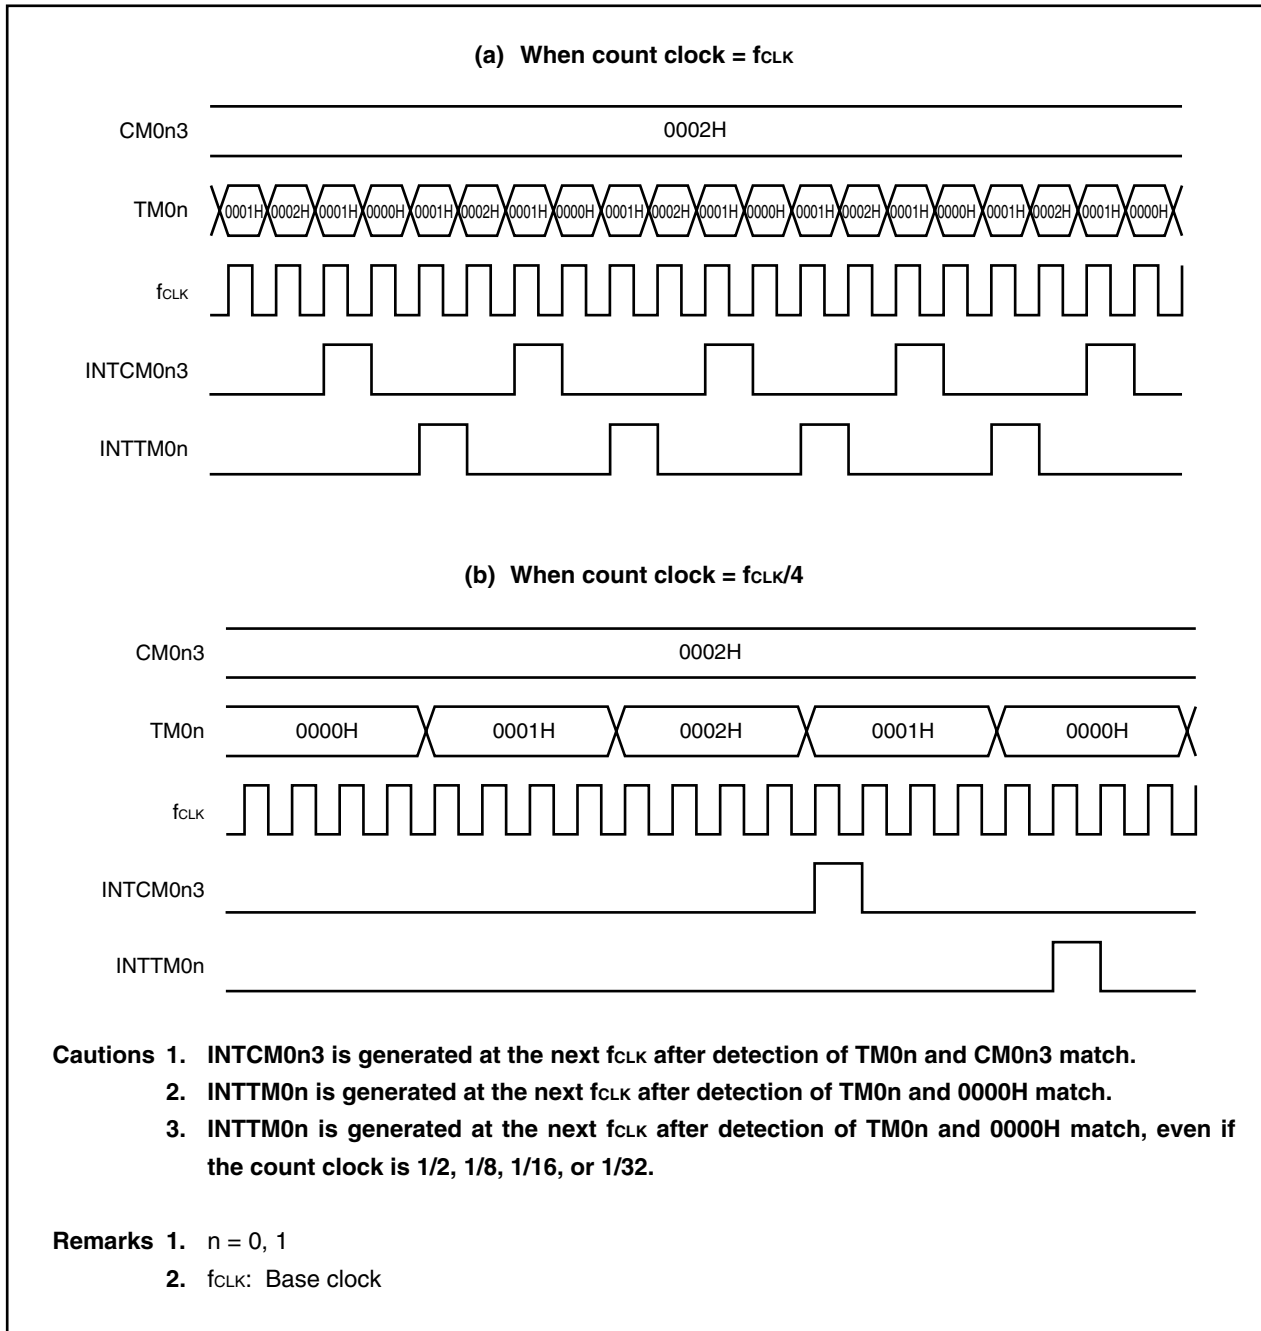 (a) When count clock = fCLK
CM0n3
0002H
TM0n
0001H 0002H 0001H 0000H 0001H 0002H 0001H 0000H 0001H 0002H 0001H 0000H 0001H 0002H 0001H 0000H 0001H 0002H 0001H 0000H
fCLK
INTCM0n3
INTTM0n
(b) When count clock = fCLK/4
CM0n3
0002H
TM0n
0000H 0001H 0002H 0001H 0000H
fCLK
INTCM0n3
INTTM0n
Cautions 1. INTCM0n3 is generated at the next fCLK after detection of TM0n and CM0n3 match.
2. INTTM0n is generated at the next fCLK after detection of TM0n and 0000H match.
3. INTTM0n is generated at the next fCLK after detection of TM0n and 0000H match, even if
the count clock is 1/2, 1/8, 1/16, or 1/32.
Remarks 1. n = 0, 1
2. fCLK: Base clock